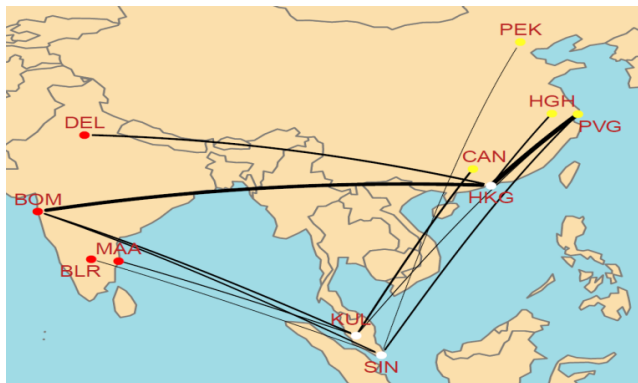 PEK
HGH
PVG
DEL
CAN
HKG
BOM
MAA
BLR
KUL
SIN